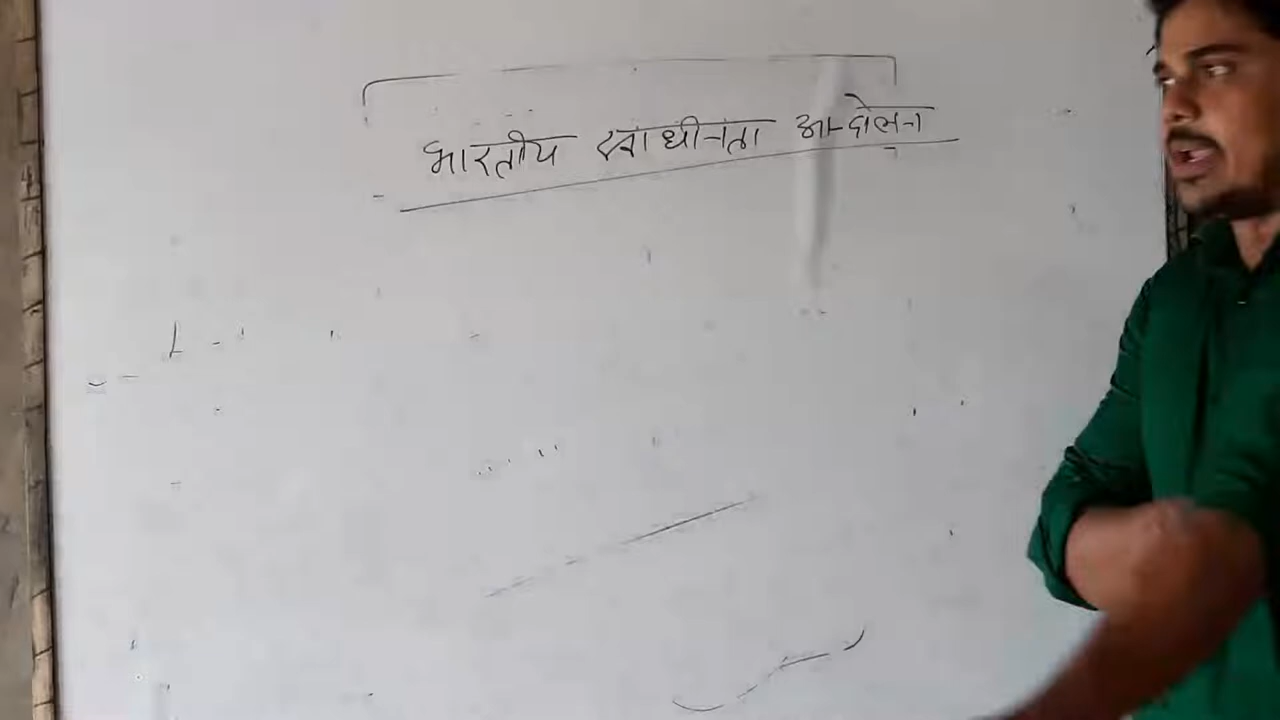 भारतीय स्वाधीनता आन्दोलन